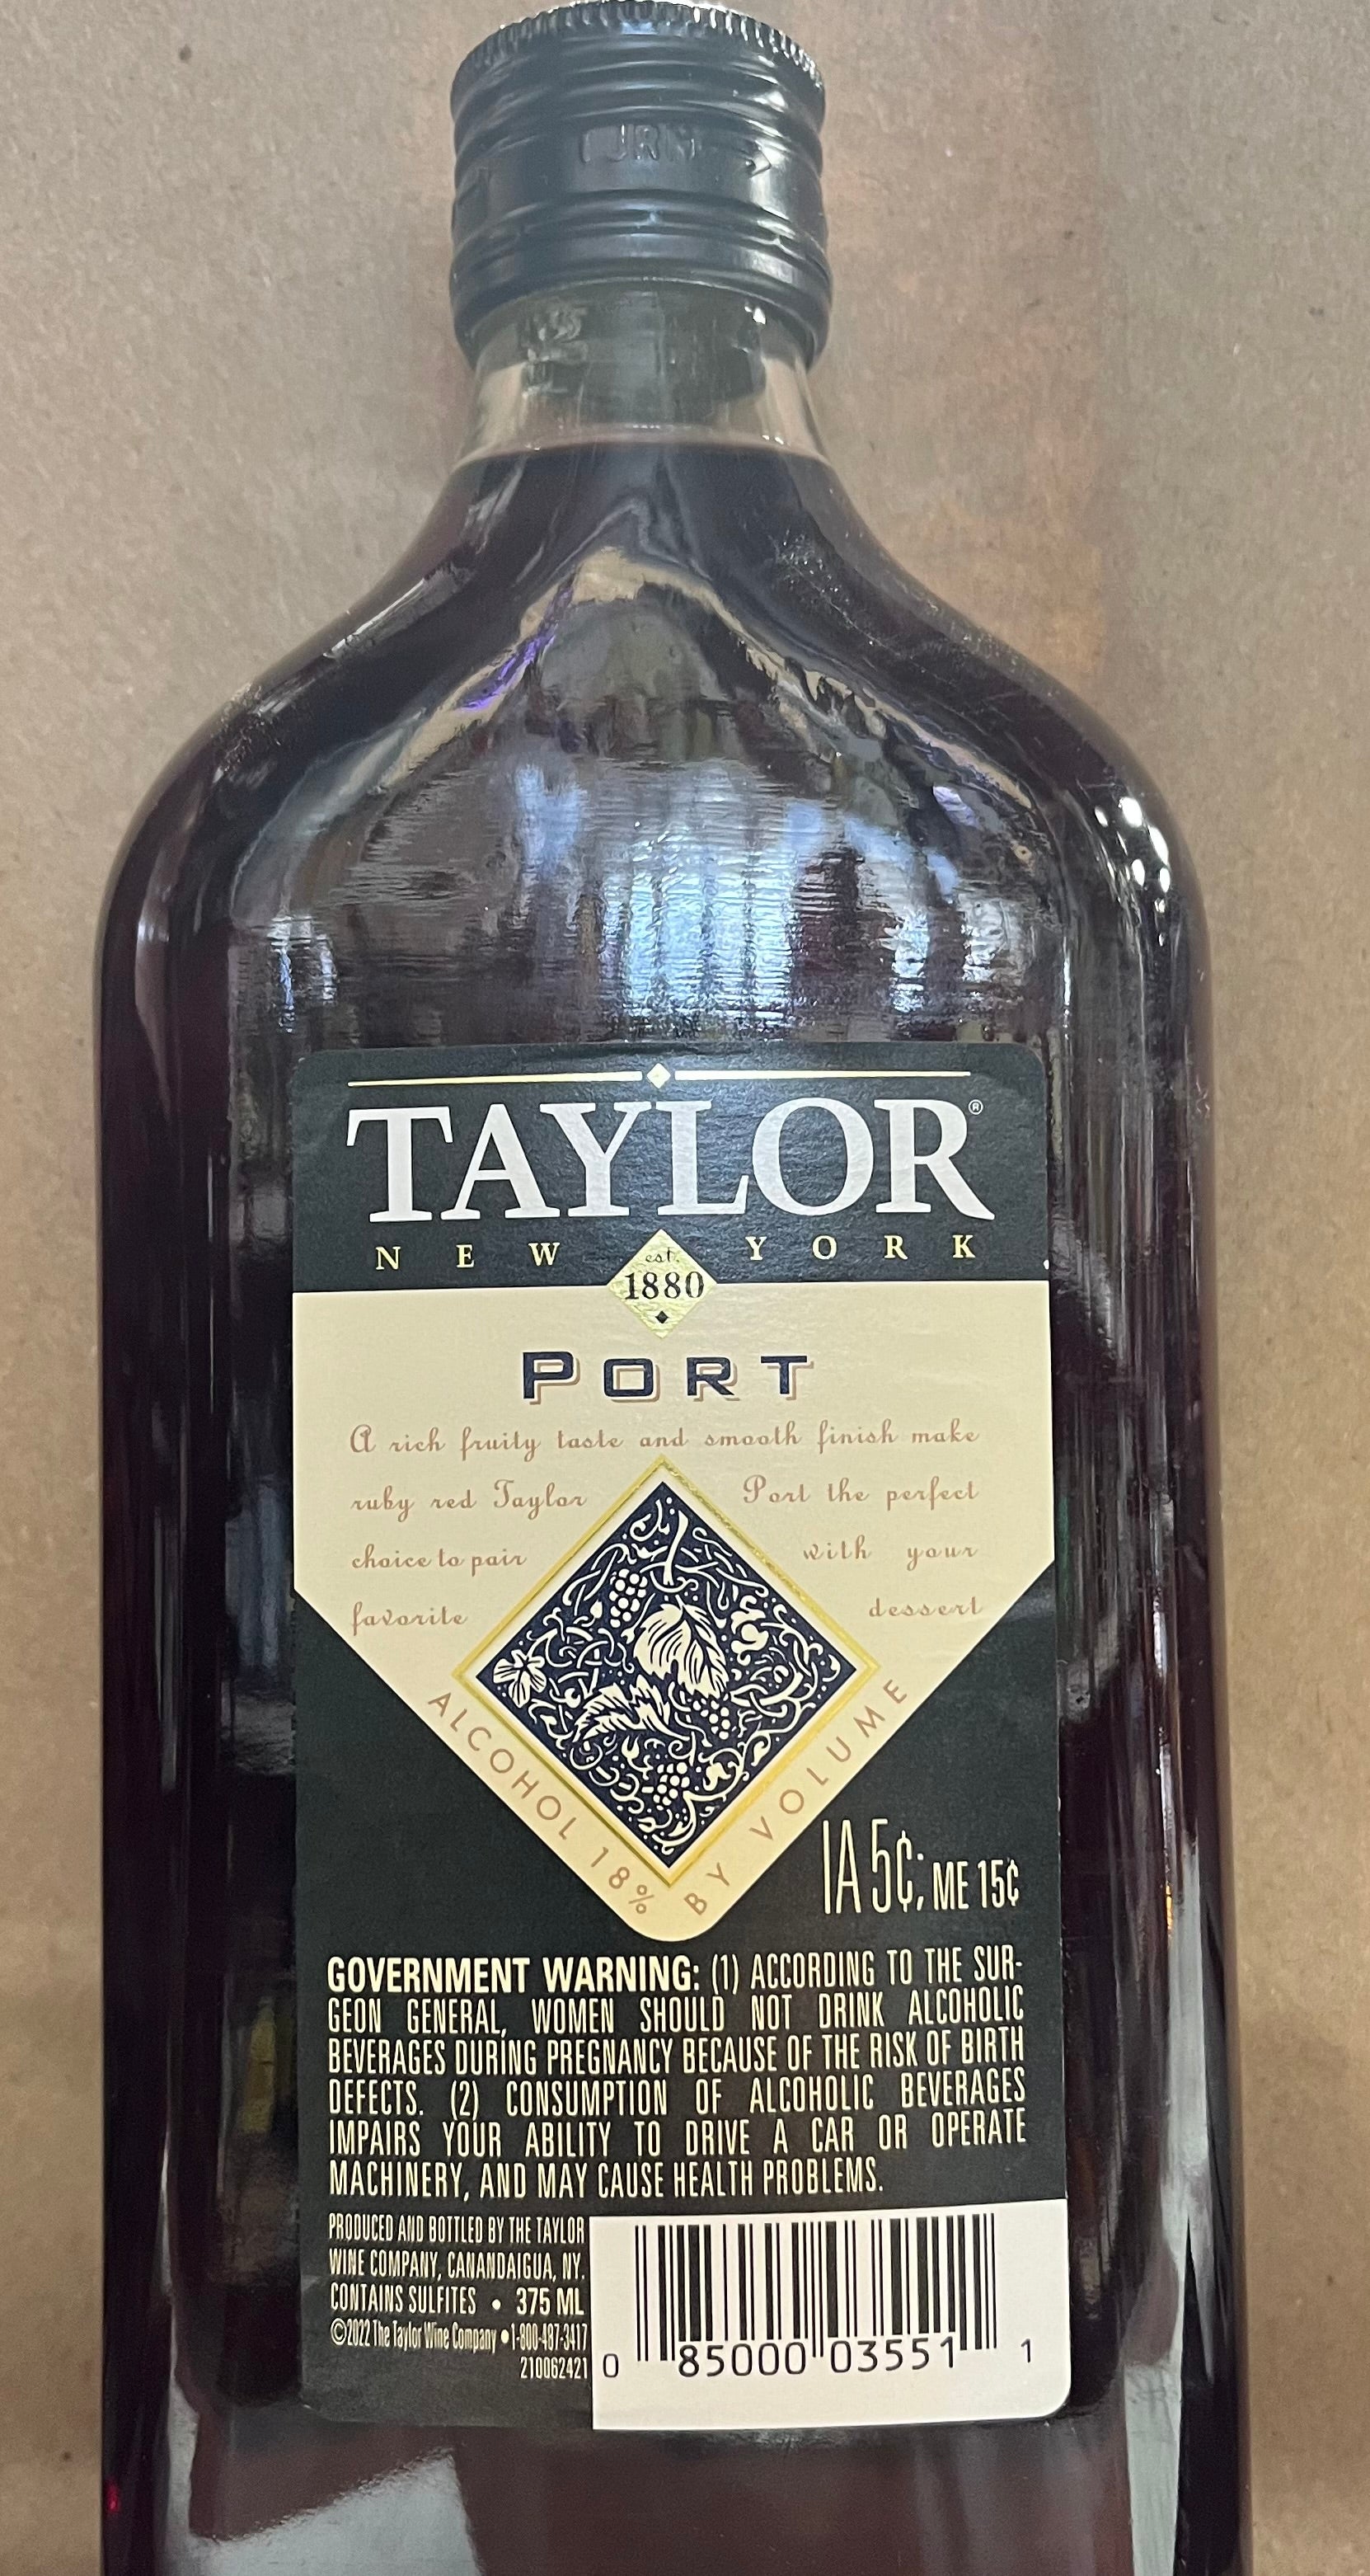 TURN
TAYLOR®
NEW YORK
est.
1880
PORT
A rich fruity taste and smooth finish make
ruby red Taylor Port the perfect
choice to pair with your
favorite dessert
ALCOHOL 18% BY VOLUME
IA 5¢; ME 15¢
GOVERNMENT WARNING: (1) ACCORDING TO THE SUR-
GEON GENERAL, WOMEN SHOULD NOT DRINK ALCOHOLIC
BEVERAGES DURING PREGNANCY BECAUSE OF THE RISK OF BIRTH
DEFECTS. (2) CONSUMPTION OF ALCOHOLIC BEVERAGES
IMPAIRS YOUR ABILITY TO DRIVE A CAR OR OPERATE
MACHINERY, AND MAY CAUSE HEALTH PROBLEMS.
PRODUCED AND BOTTLED BY THE TAYLOR
WINE COMPANY, CANANDAIGUA, NY.
CONTAINS SULFITES • 375 ML
©2022 The Taylor Wine Company •1-800-487-3417
210062421
0 85000 03551 1